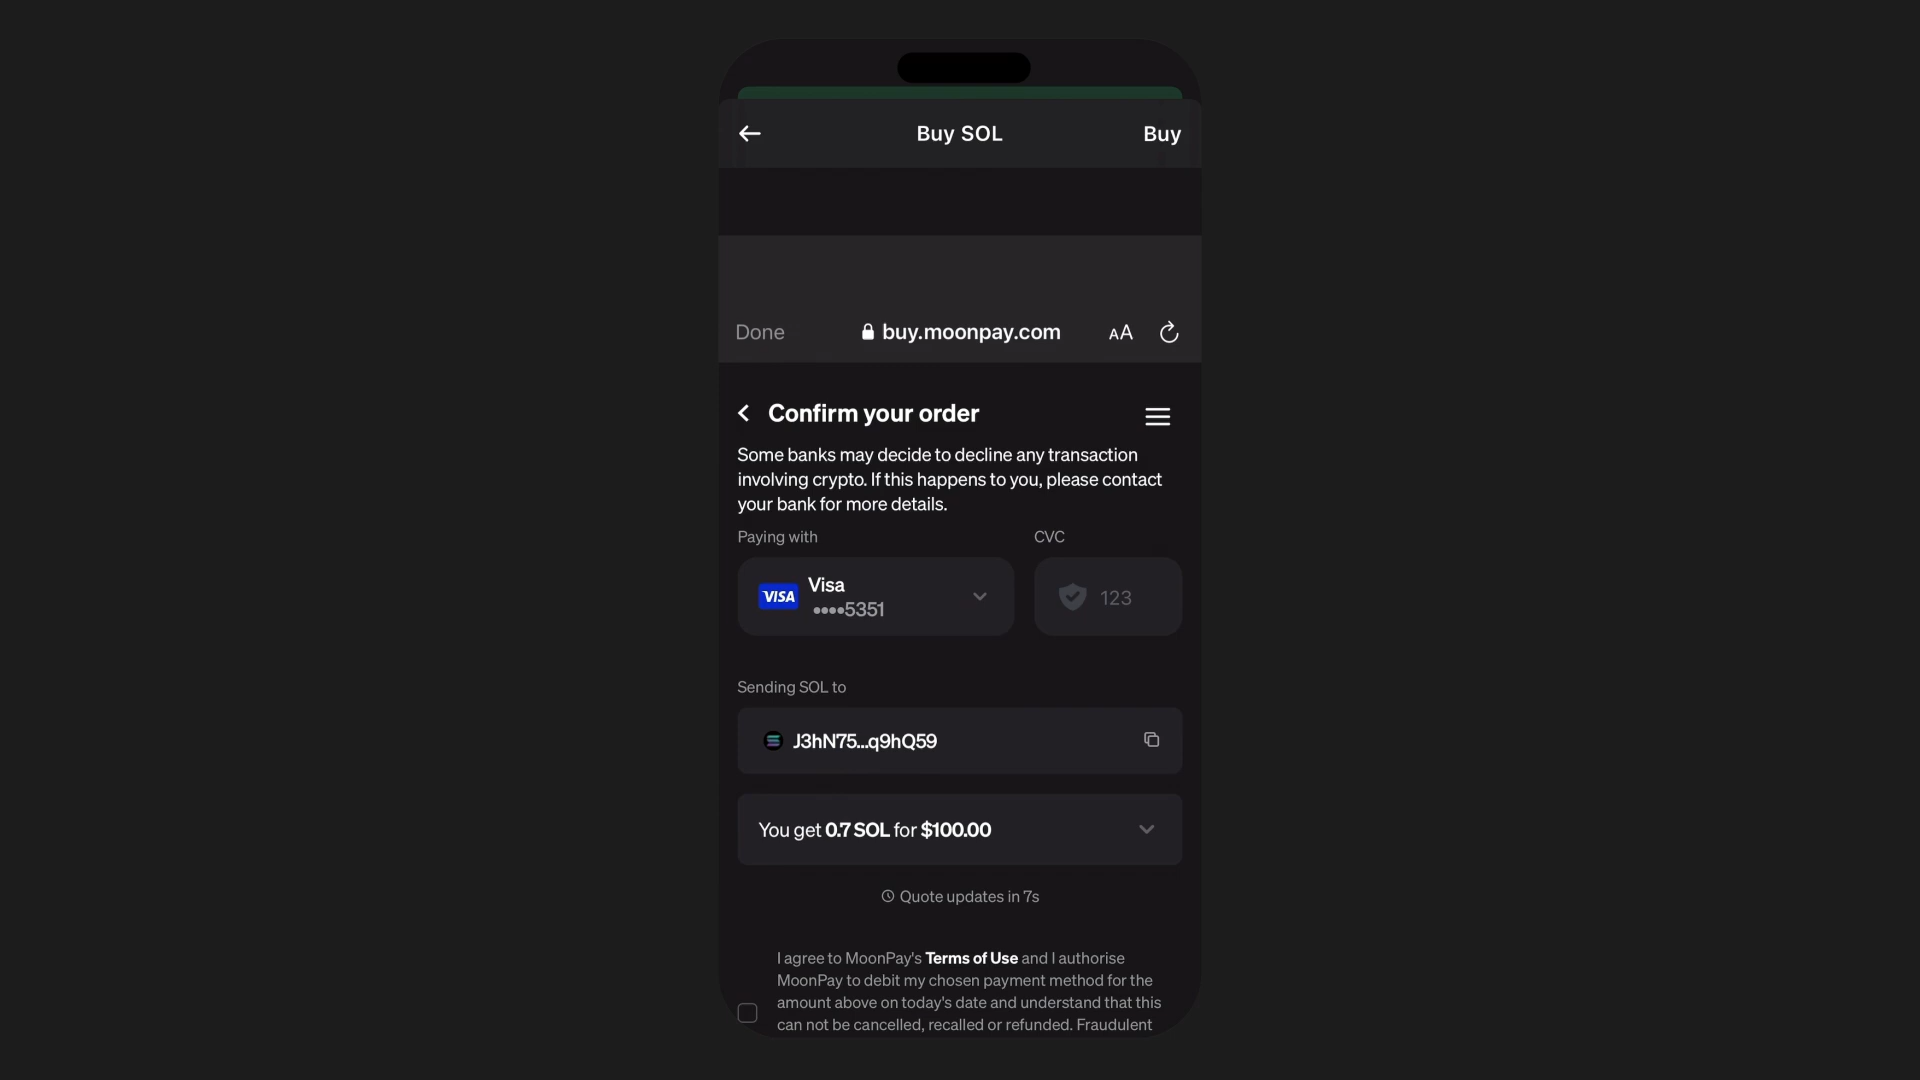 Buy SOL
Buy
Done
buy.moonpay.com
AA
Confirm your order
Some banks may decide to decline any transaction
involving crypto. If this happens to you, please contact
your bank for more details.
Paying with
CVC
VISA
Visa
••••5351
123
Sending SOL to
J3hN75...q9hQ59
You get 0.7 SOL for $100.00
Quote updates in 7s
I agree to MoonPay's Terms of Use and I authorise
MoonPay to debit my chosen payment method for the
amount above on today's date and understand that this
can not be cancelled, recalled or refunded. Fraudulent